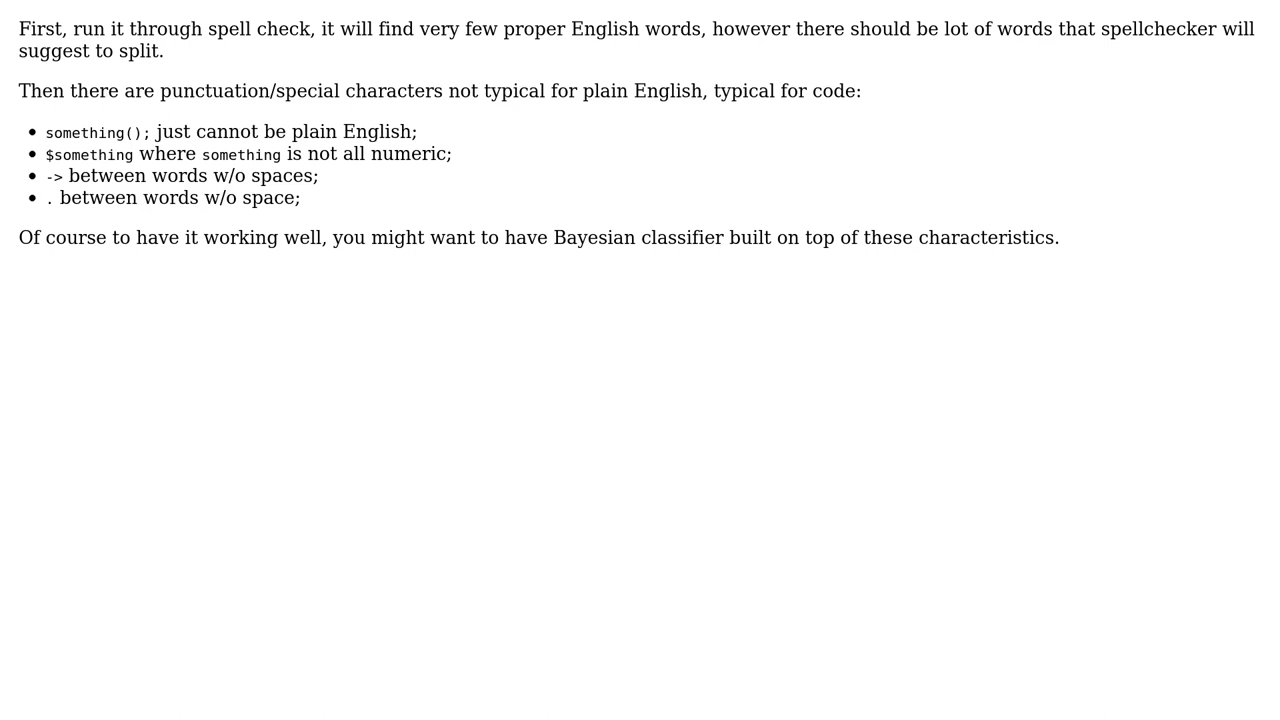 First, run it through spell check, it will find very few proper English words, however there should be lot of words that spellchecker will
suggest to split.
Then there are punctuation/special characters not typical for plain English, typical for code:
• something(); just cannot be plain English;
• $something where something is not all numeric;
• -> between words w/o spaces;
• . between words w/o space;
Of course to have it working well, you might want to have Bayesian classifier built on top of these characteristics.